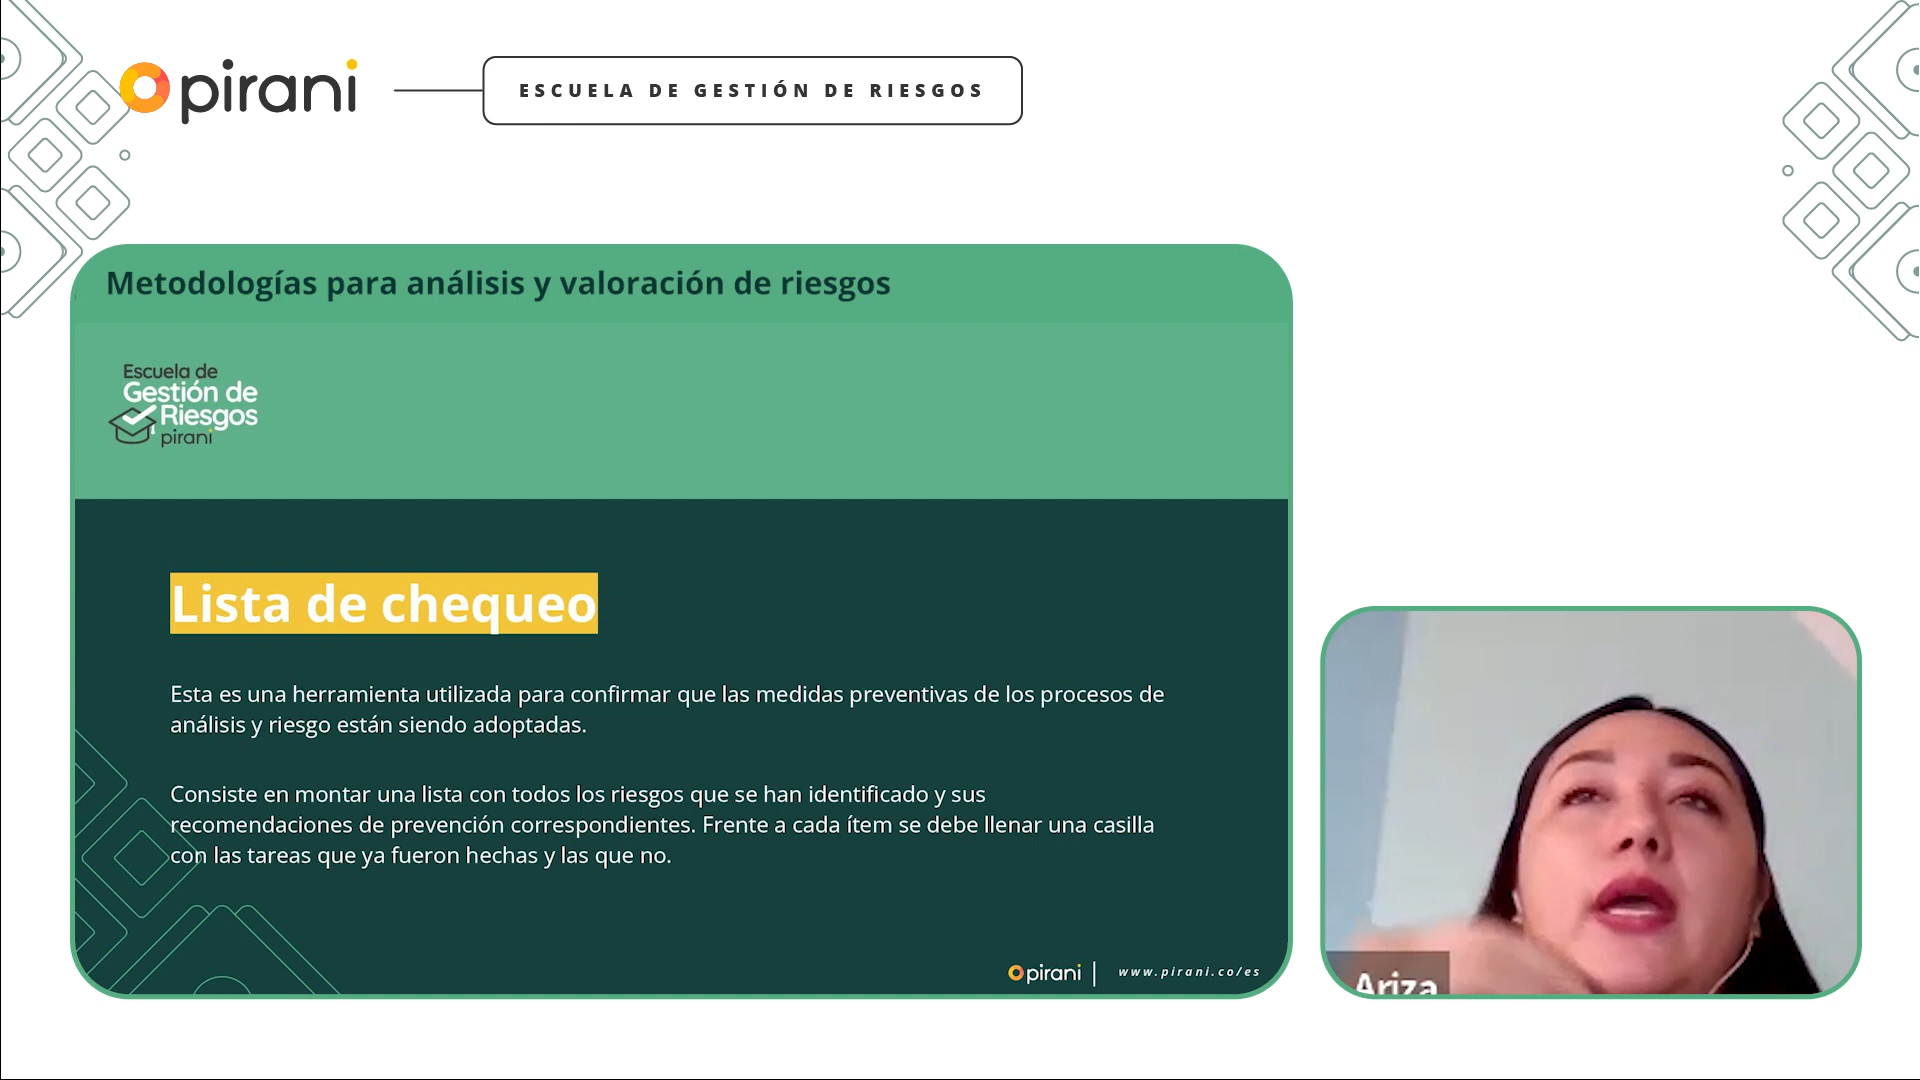 pirani
ESCUELA DE GESTIÓN DE RIESGOS
Metodologías para análisis y valoración de riesgos
Escuela de
Gestión de
Riesgos
pirani
Lista de chequeo
Esta es una herramienta utilizada para confirmar que las medidas preventivas de los procesos de
análisis y riesgo están siendo adoptadas.
Consiste en montar una lista con todos los riesgos que se han identificado y sus
recomendaciones de prevención correspondientes. Frente a cada ítem se debe llenar una casilla
con las tareas que ya fueron hechas y las que no.
pirani | www.pirani.co/es
Ariza